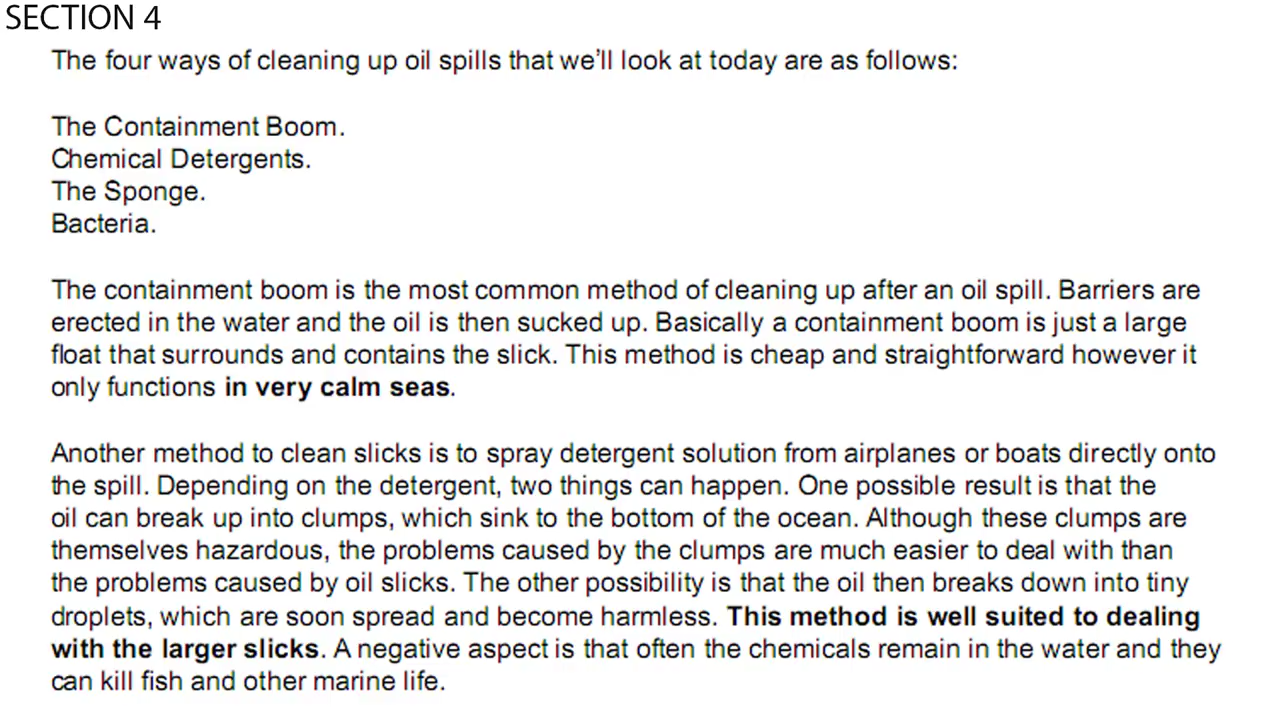 SECTION 4
The four ways of cleaning up oil spills that we'll look at today are as follows:
The Containment Boom.
Chemical Detergents.
The Sponge.
Bacteria.
The containment boom is the most common method of cleaning up after an oil spill. Barriers are
erected in the water and the oil is then sucked up. Basically a containment boom is just a large
float that surrounds and contains the slick. This method is cheap and straightforward however it
only functions in very calm seas.
Another method to clean slicks is to spray detergent solution from airplanes or boats directly onto
the spill. Depending on the detergent, two things can happen. One possible result is that the
oil can break up into clumps, which sink to the bottom of the ocean. Although these clumps are
themselves hazardous, the problems caused by the clumps are much easier to deal with than
the problems caused by oil slicks. The other possibility is that the oil then breaks down into tiny
droplets, which are soon spread and become harmless. This method is well suited to dealing
with the larger slicks. A negative aspect is that often the chemicals remain in the water and they
can kill fish and other marine life.